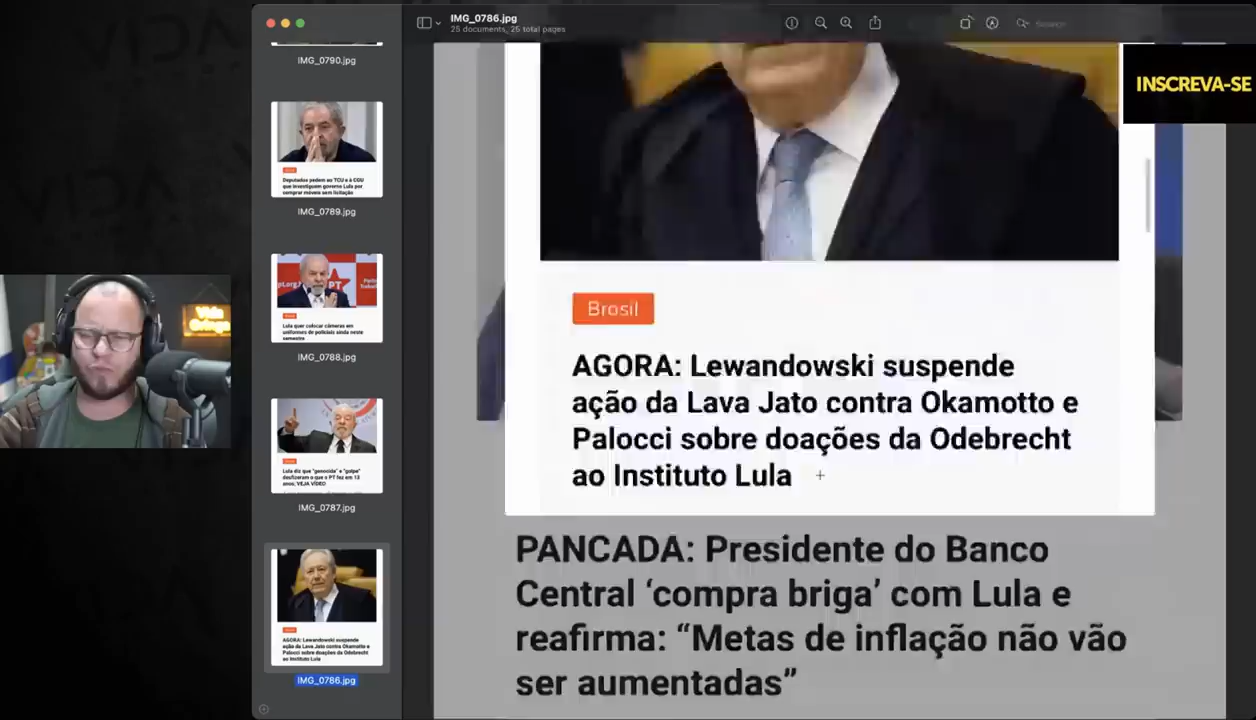 IMG_0786.jpg
25 documents, 25 total pages
INSCREVA-SE
IMG_0790.jpg
Deputados pedem ao TCU e à CGU
que investiguem governo Lula por
comprar móveis sem licitação
IMG_0789.jpg
Lula quer colocar câmeras em
uniformes de policiais ainda neste
semestre
IMG_0788.jpg
Lula diz que "genocida" e "golpe"
desfizeram o que o PT fez em 13
anos; VEJA VÍDEO
IMG_0787.jpg
AGORA: Lewandowski suspende
ação da Lava Jato contra Okamotto e
Palocci sobre doações da Odebrecht
ao Instituto Lula
IMG_0786.jpg
Brasil
AGORA: Lewandowski suspende
ação da Lava Jato contra Okamotto e
Palocci sobre doações da Odebrecht
ao Instituto Lula
PANCADA: Presidente do Banco
Central ‘compra briga’ com Lula e
reafirma: “Metas de inflação não vão
ser aumentadas”